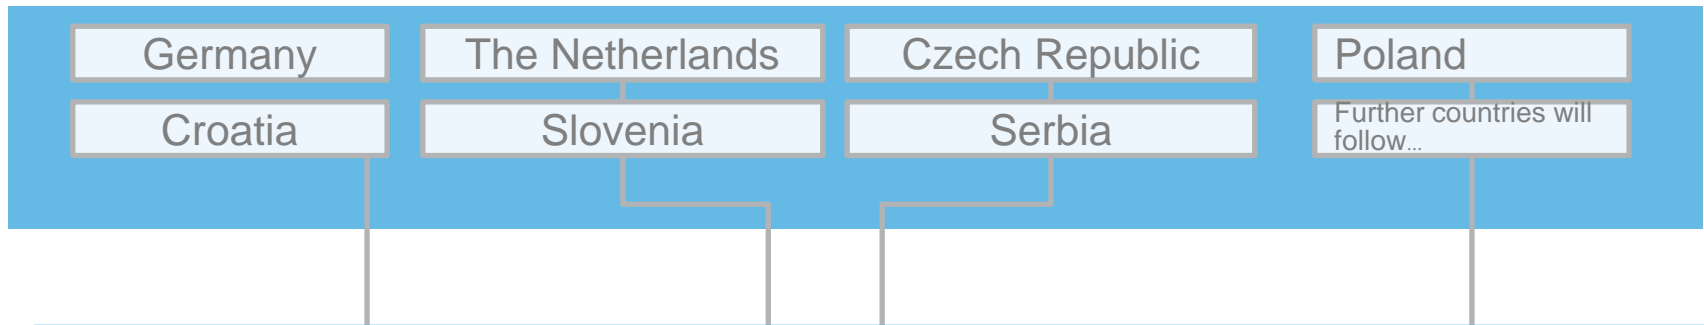 Germany
The Netherlands
Czech Republic
Poland
Croatia
Slovenia
Serbia
Further countries will
follow...